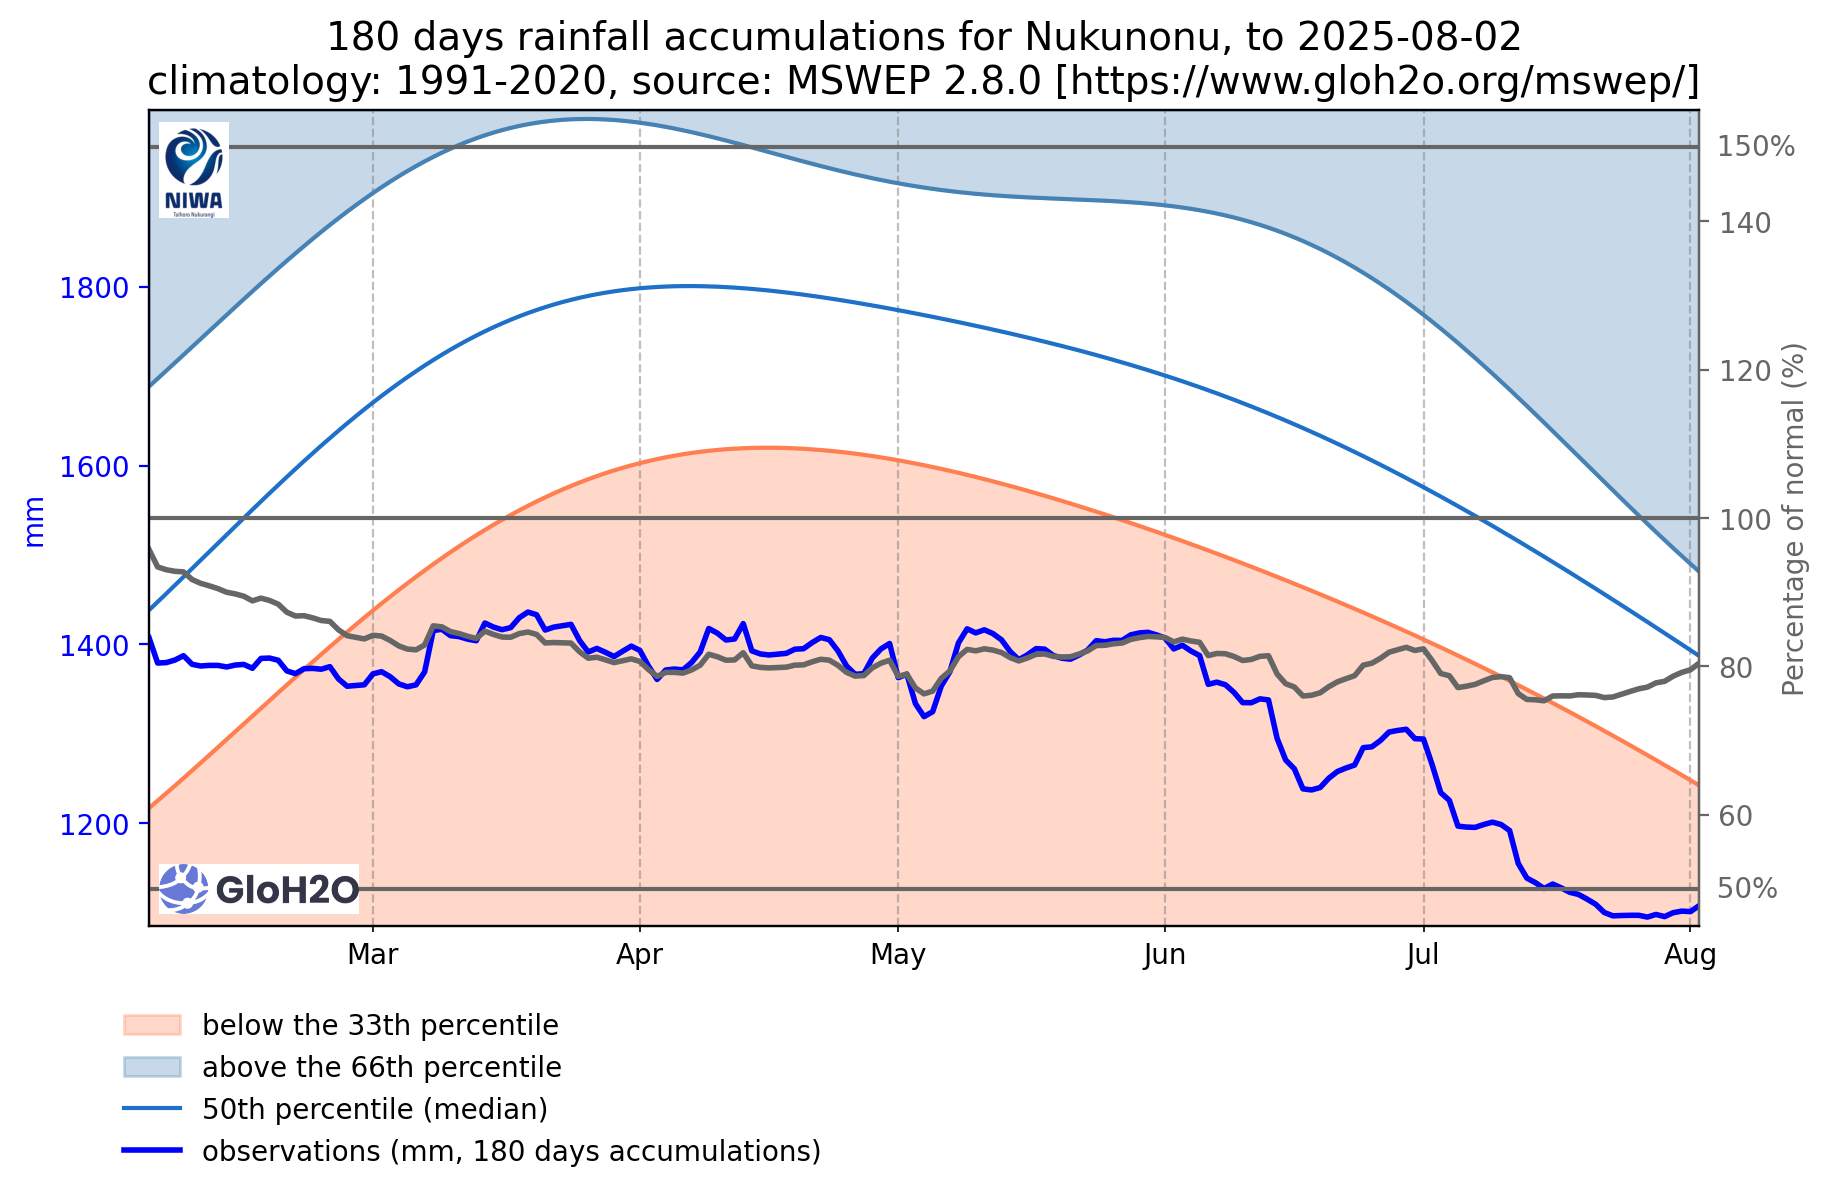 180 days rainfall accumulations for Nukunonu, to 2025-08-02
climatology: 1991-2020, source: MSWEP 2.8.0 [https://www.gloh2o.org/mswep/]
NIWA
Taihoro Nukurangi
150%
140
120
100
80
60
50%
Percentage of normal (%)
1800
1600
1400
1200
mm
GloH2O
Mar
Apr
May
Jun
Jul
Aug
below the 33th percentile
above the 66th percentile
50th percentile (median)
observations (mm, 180 days accumulations)